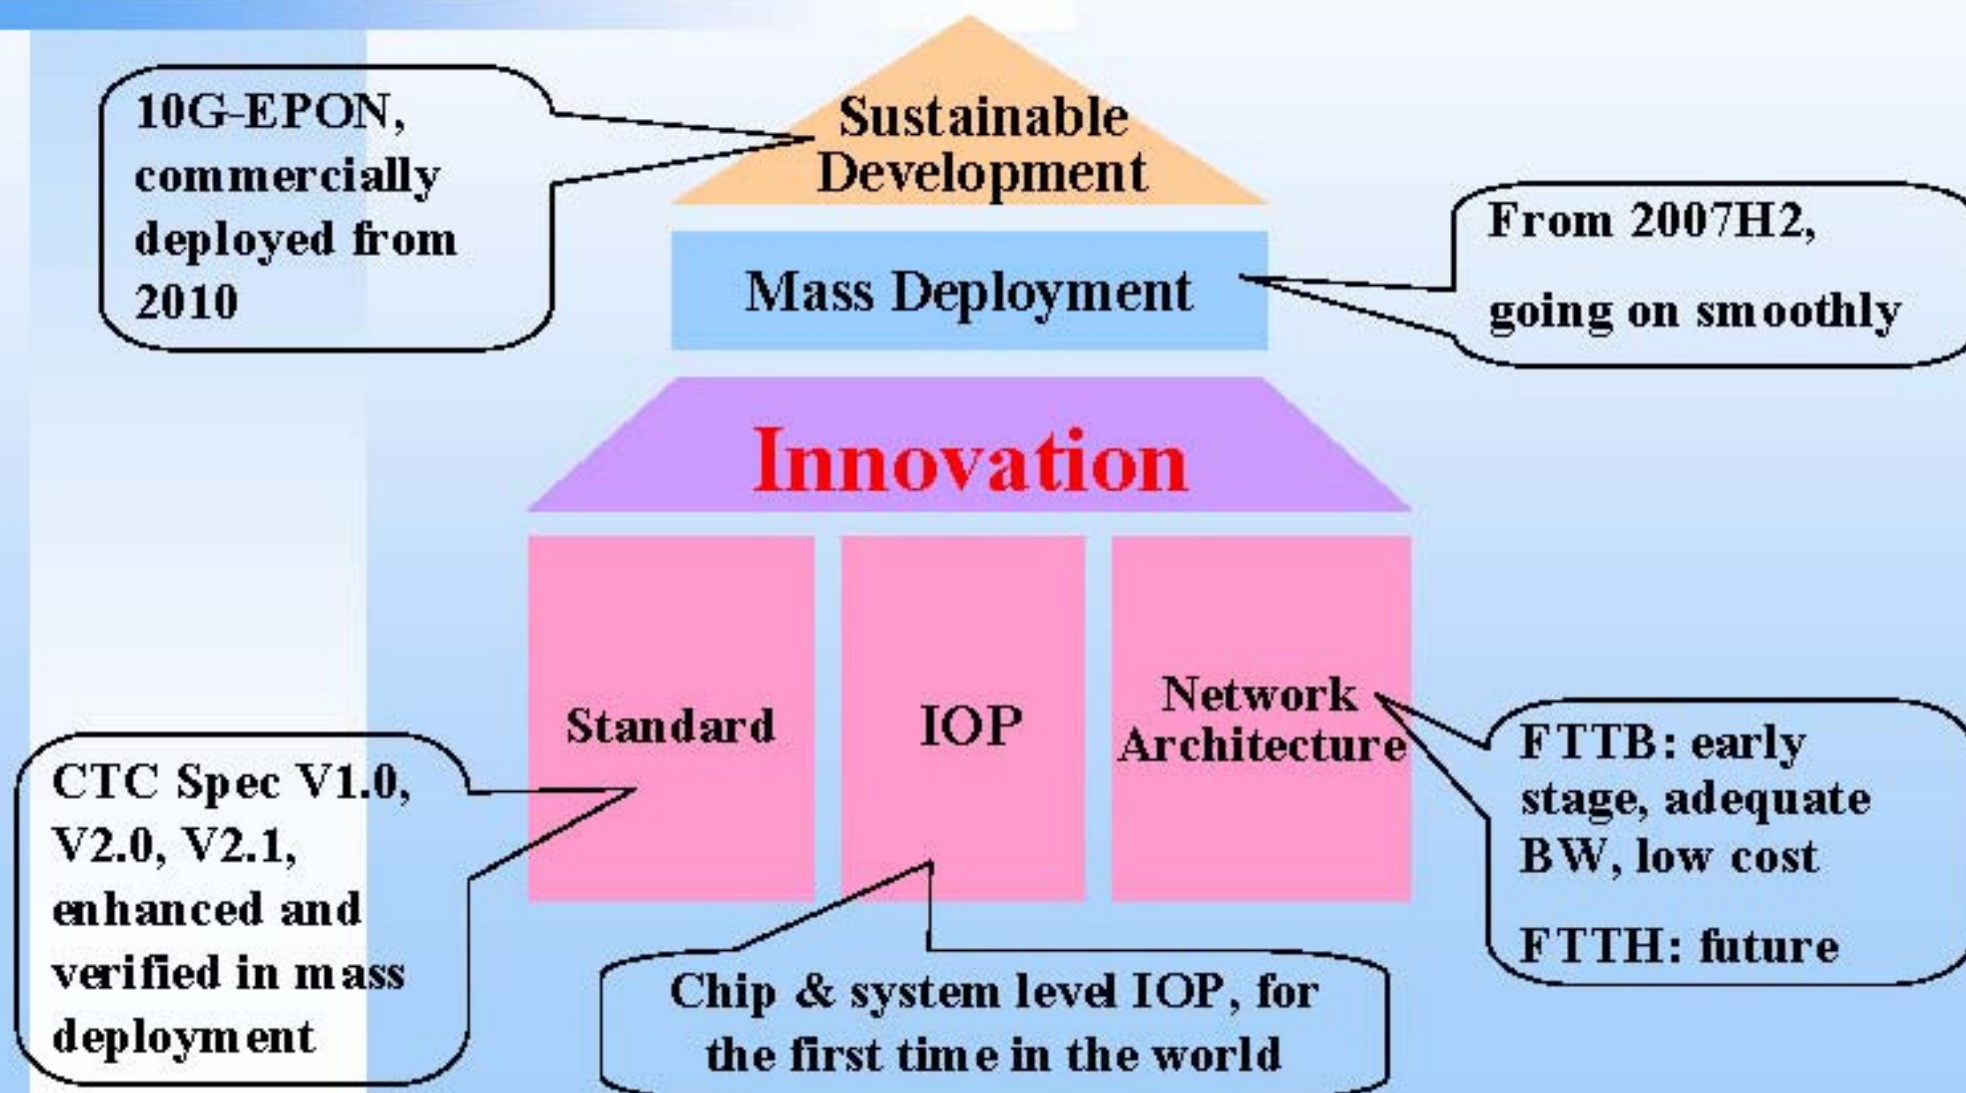 10G-EPON,
commercially
deployed from
2010
Sustainable
Development
From 2007H2,
going on smoothly
Mass Deployment
Innovation
Standard
IOP
Network
Architecture
CTC Spec V1.0,
V2.0, V2.1,
enhanced and
verified in mass
deployment
Chip & system level IOP, for
the first time in the world
FTTB: early
stage, adequate
BW, low cost
FTTH: future